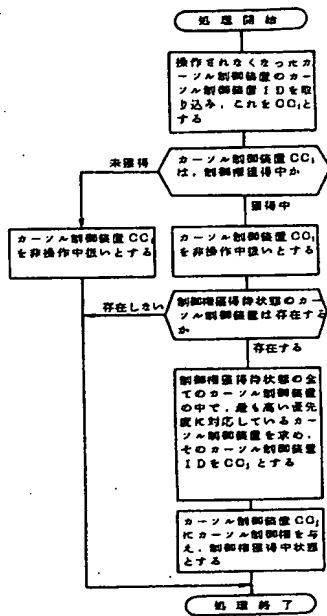 処理開始
操作されなくなったカ
ーソル制御装置のカー
ソル制御装置IDを取
り込み,これをCCiと
する
未獲得
カーソル制御装置CCi
は,制御権獲得中か
獲得中
カーソル制御装置CCi
を非操作中扱いとする
カーソル制御装置CCi
を非操作中扱いとする
存在しない
制御権獲得待状態のカ
ーソル制御装置は存在する
か
存在する
制御権獲得待状態の全
てのカーソル制御装置
の中で,最も高い優先
度に対応しているカー
ソル制御装置を求め,
そのカーソル制御装置
IDをCCjとする
カーソル制御装置CCj
にカーソル制御権を与
え,制御権獲得中状態
とする
処理終了